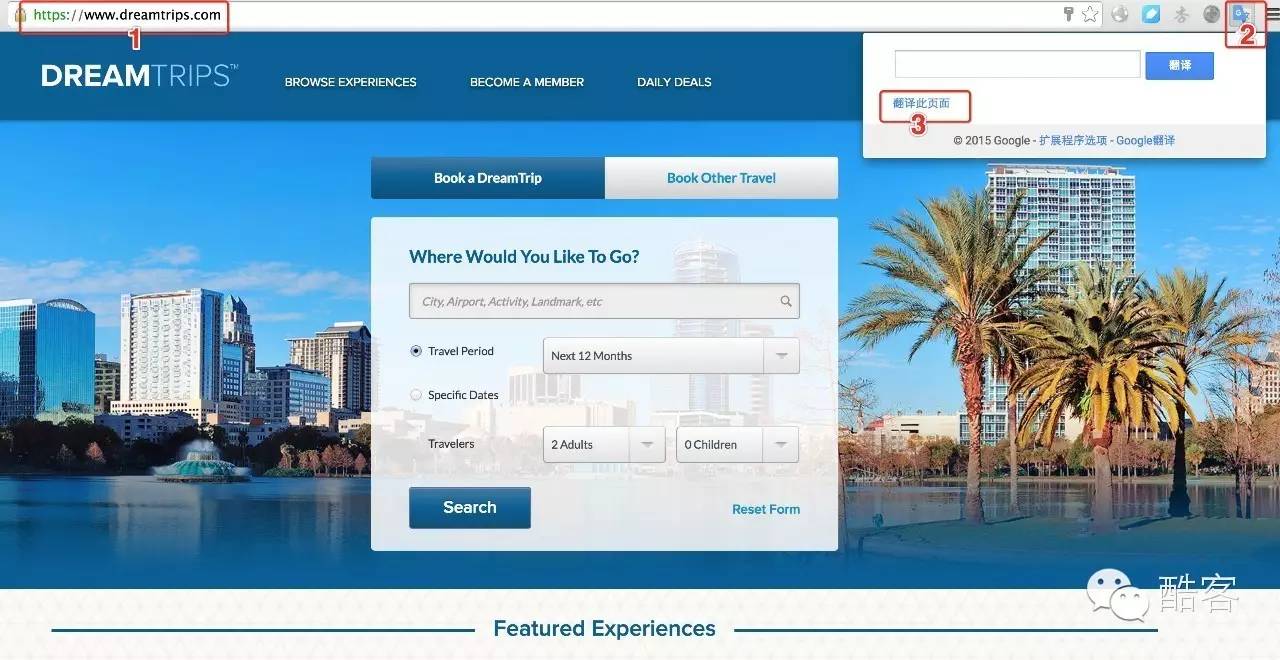 https://www.dreamtrips.com
1
2
DREAMTRIPS™
BROWSE EXPERIENCES
BECOME A MEMBER
DAILY DEALS
翻译
翻译此页面
3
© 2015 Google - 扩展程序选项 - Google翻译
Book a DreamTrip
Book Other Travel
Where Would You Like To Go?
City, Airport, Activity, Landmark, etc
Travel Period
Next 12 Months
Specific Dates
Travelers
2 Adults
0 Children
Search
Reset Form
酷客
Featured Experiences